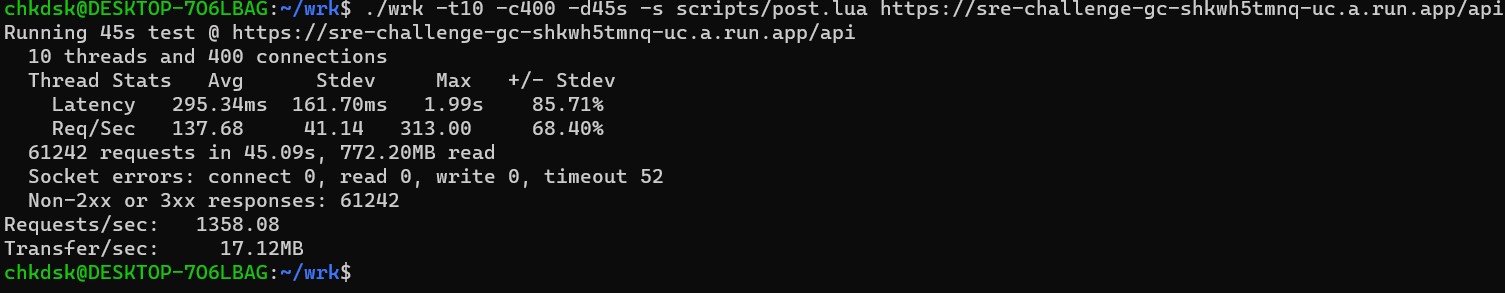 chkdsk@DESKTOP-7O6LBAG:~/wrk$ ./wrk -t10 -c400 -d45s -s scripts/post.lua https://sre-challenge-gc-shkwh5tmnq-uc.a.run.app/api
Running 45s test @ https://sre-challenge-gc-shkwh5tmnq-uc.a.run.app/api
  10 threads and 400 connections
  Thread Stats   Avg      Stdev     Max   +/- Stdev
    Latency   295.34ms  161.70ms   1.99s    85.71%
    Req/Sec   137.68     41.14   313.00     68.40%
  61242 requests in 45.09s, 772.20MB read
  Socket errors: connect 0, read 0, write 0, timeout 52
  Non-2xx or 3xx responses: 61242
Requests/sec:   1358.08
Transfer/sec:     17.12MB
chkdsk@DESKTOP-7O6LBAG:~/wrk$